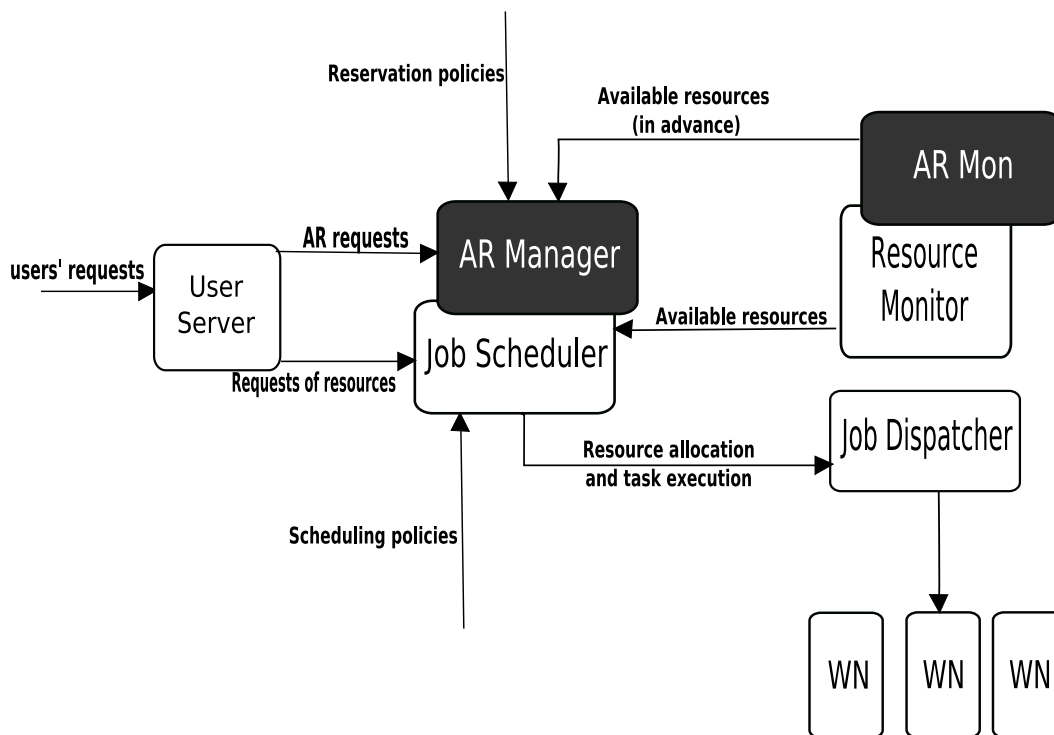 Reservation policies
Available resources
(in advance)
AR Mon
AR requests
AR Manager
users' requests
User
Server
Resource
Monitor
Available resources
Job Scheduler
Requests of resources
Job Dispatcher
Resource allocation
and task execution
Scheduling policies
WN
WN
WN